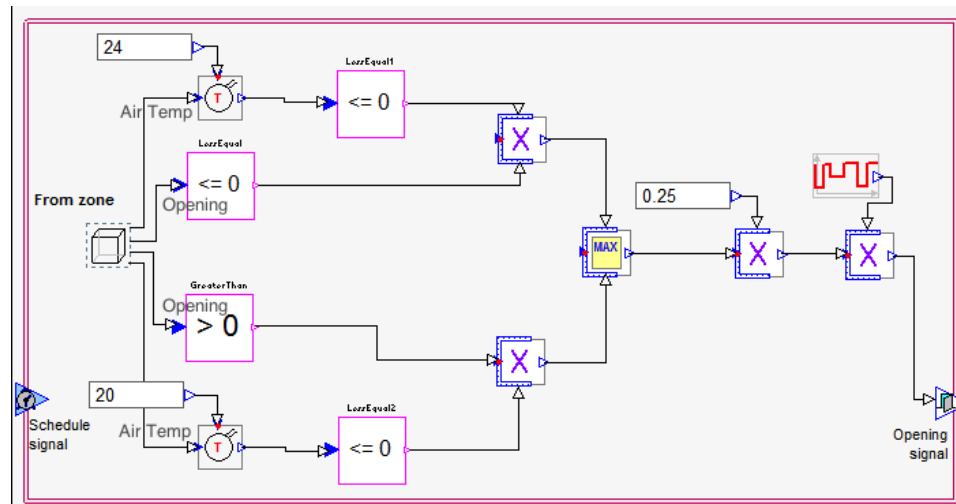 24
LessEqual1
<= 0
Air Temp
T
LessEqual
<= 0
Opening
From zone
X
MAX
0.25
X
X
GreaterThan
Opening
> 0
X
20
LessEqual2
<= 0
Air Temp
T
Schedule
signal
Opening
signal